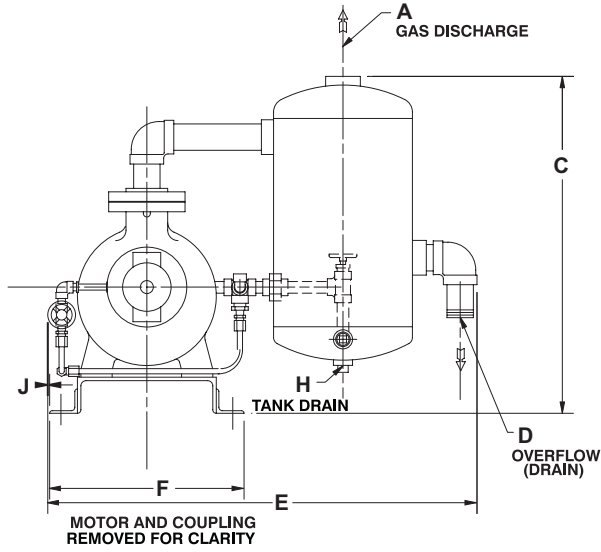 A
GAS DISCHARGE
C
J
H
TANK DRAIN
D
OVERFLOW
(DRAIN)
F
E
MOTOR AND COUPLING
REMOVED FOR CLARITY